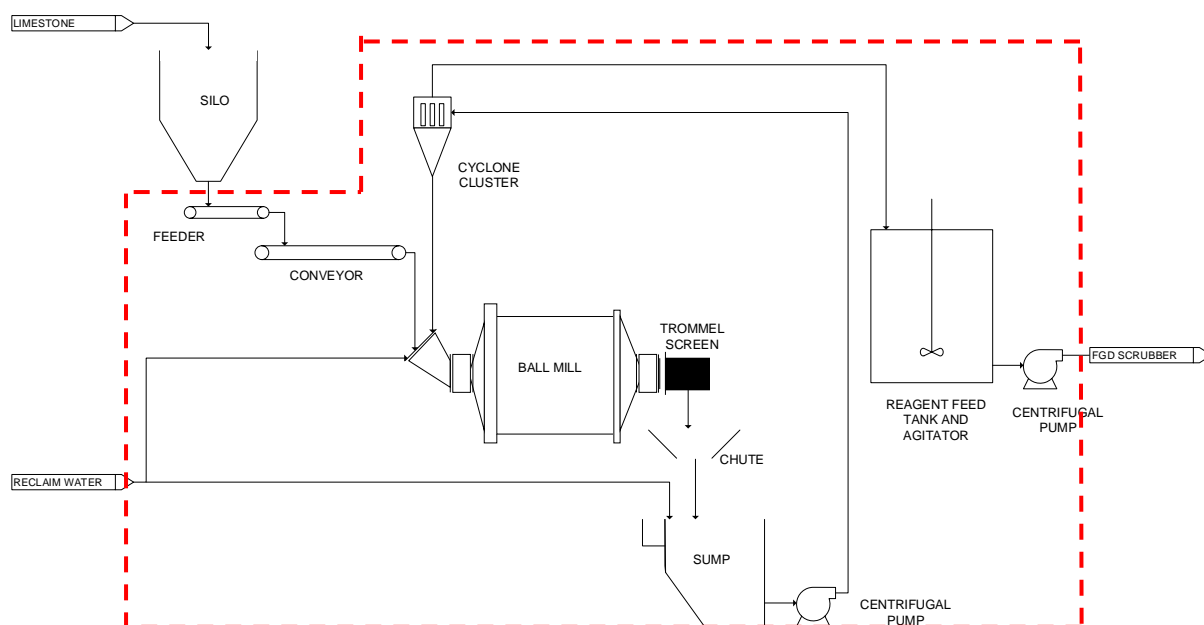 LIMESTONE
SILO
CYCLONE
CLUSTER
FEEDER
CONVEYOR
TROMMEL
SCREEN
BALL MILL
FGD SCRUBBER
REAGENT FEED
TANK AND
AGITATOR
CENTRIFUGAL
PUMP
CHUTE
RECLAIM WATER
SUMP
CENTRIFUGAL
PUMP